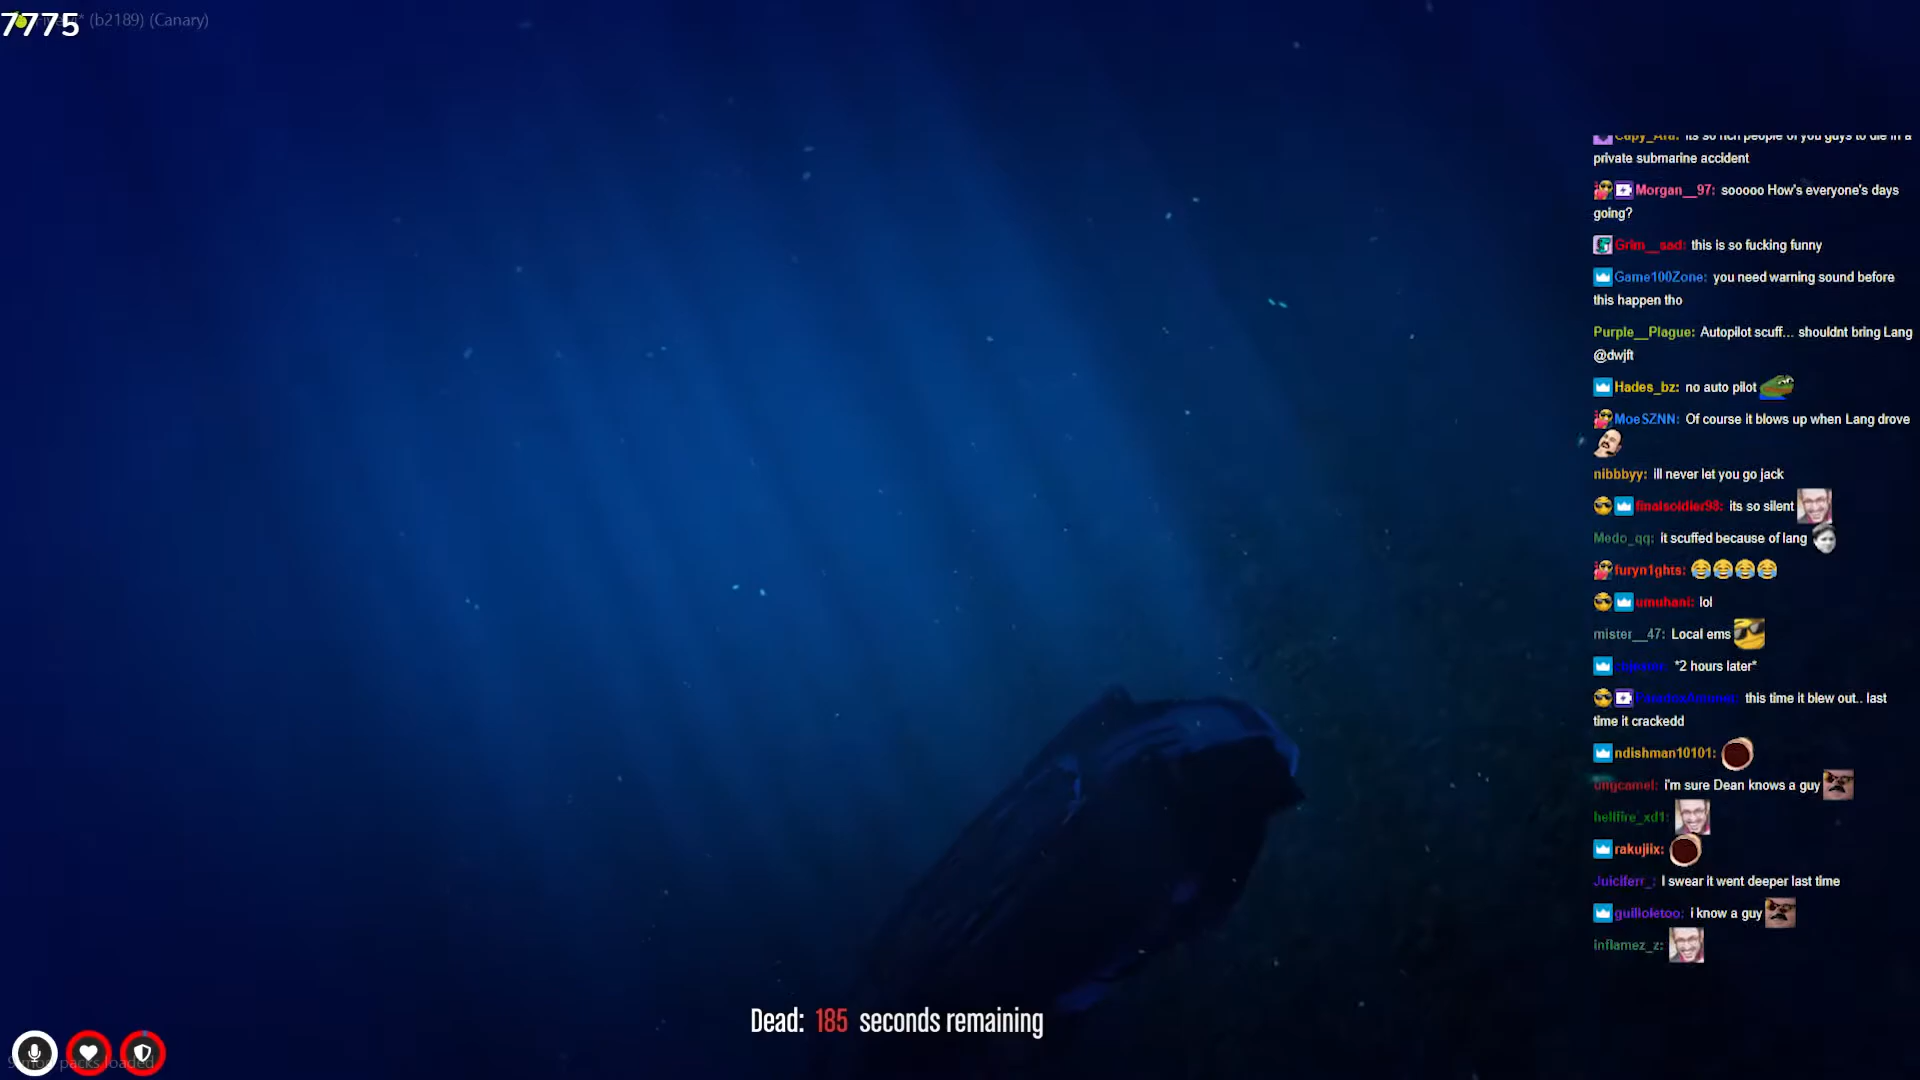 7775 (b2189) (Canary)
private submarine accident
Morgan__97: sooooo How's everyone's days
going?
Grim__sad: this is so fucking funny
Game100Zone: you need warning sound before
this happen tho
Purple__Plague: Autopilot scuff... shouldnt bring Lang
@dwjft
Hades_bz: no auto pilot
MoeSZNN: Of course it blows up when Lang drove
nibbbyy: ill never let you go jack
finalsoldier98: its so silent
Medo_qq: it scuffed because of lang
furyn1ghts: 😂😂😂😂
umuhani: lol
mister__47: Local ems
*2 hours later*
this time it blew out.. last
time it crackedd
ndishman10101:
i'm sure Dean knows a guy
hellfire_xd1:
rakujiix:
Juiciferr_: I swear it went deeper last time
guilloletoo: i know a guy
inflamez_z:
Dead: 185 seconds remaining
packs loaded